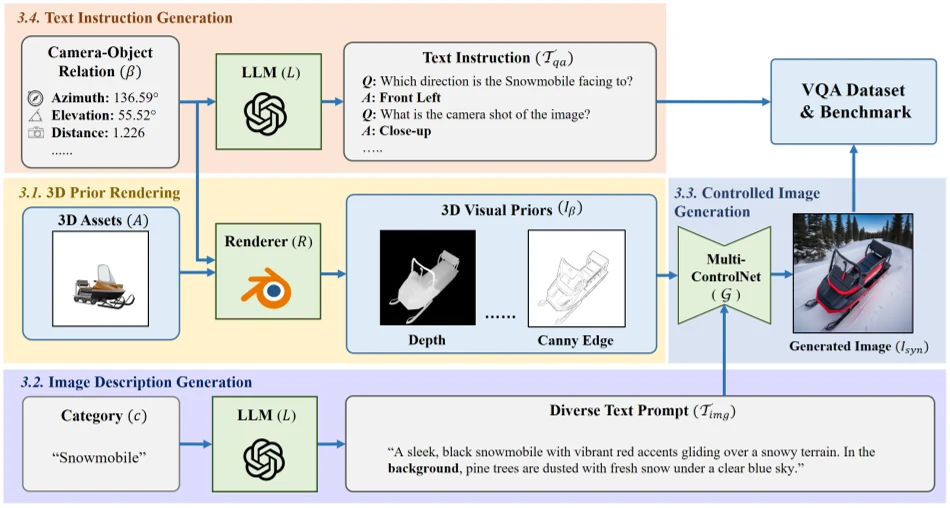 3.4. Text Instruction Generation
Camera-Object
Relation (β)
Azimuth: 136.59°
Elevation: 55.52°
Distance: 1.226
......
LLM (L)
Text Instruction (𝒯qa)
Q: Which direction is the Snowmobile facing to?
A: Front Left
Q: What is the camera shot of the image?
A: Close-up
.....
VQA Dataset
& Benchmark
3.1. 3D Prior Rendering
3D Assets (A)
Renderer (R)
3D Visual Priors (Iβ)
......
Depth
Canny Edge
3.3. Controlled Image
Generation
Multi-
ControlNet
(𝒢)
Generated Image (Isyn)
3.2. Image Description Generation
Category (c)
“Snowmobile”
LLM (L)
Diverse Text Prompt (𝒯img)
“A sleek, black snowmobile with vibrant red accents gliding over a snowy terrain. In the
background, pine trees are dusted with fresh snow under a clear blue sky.”